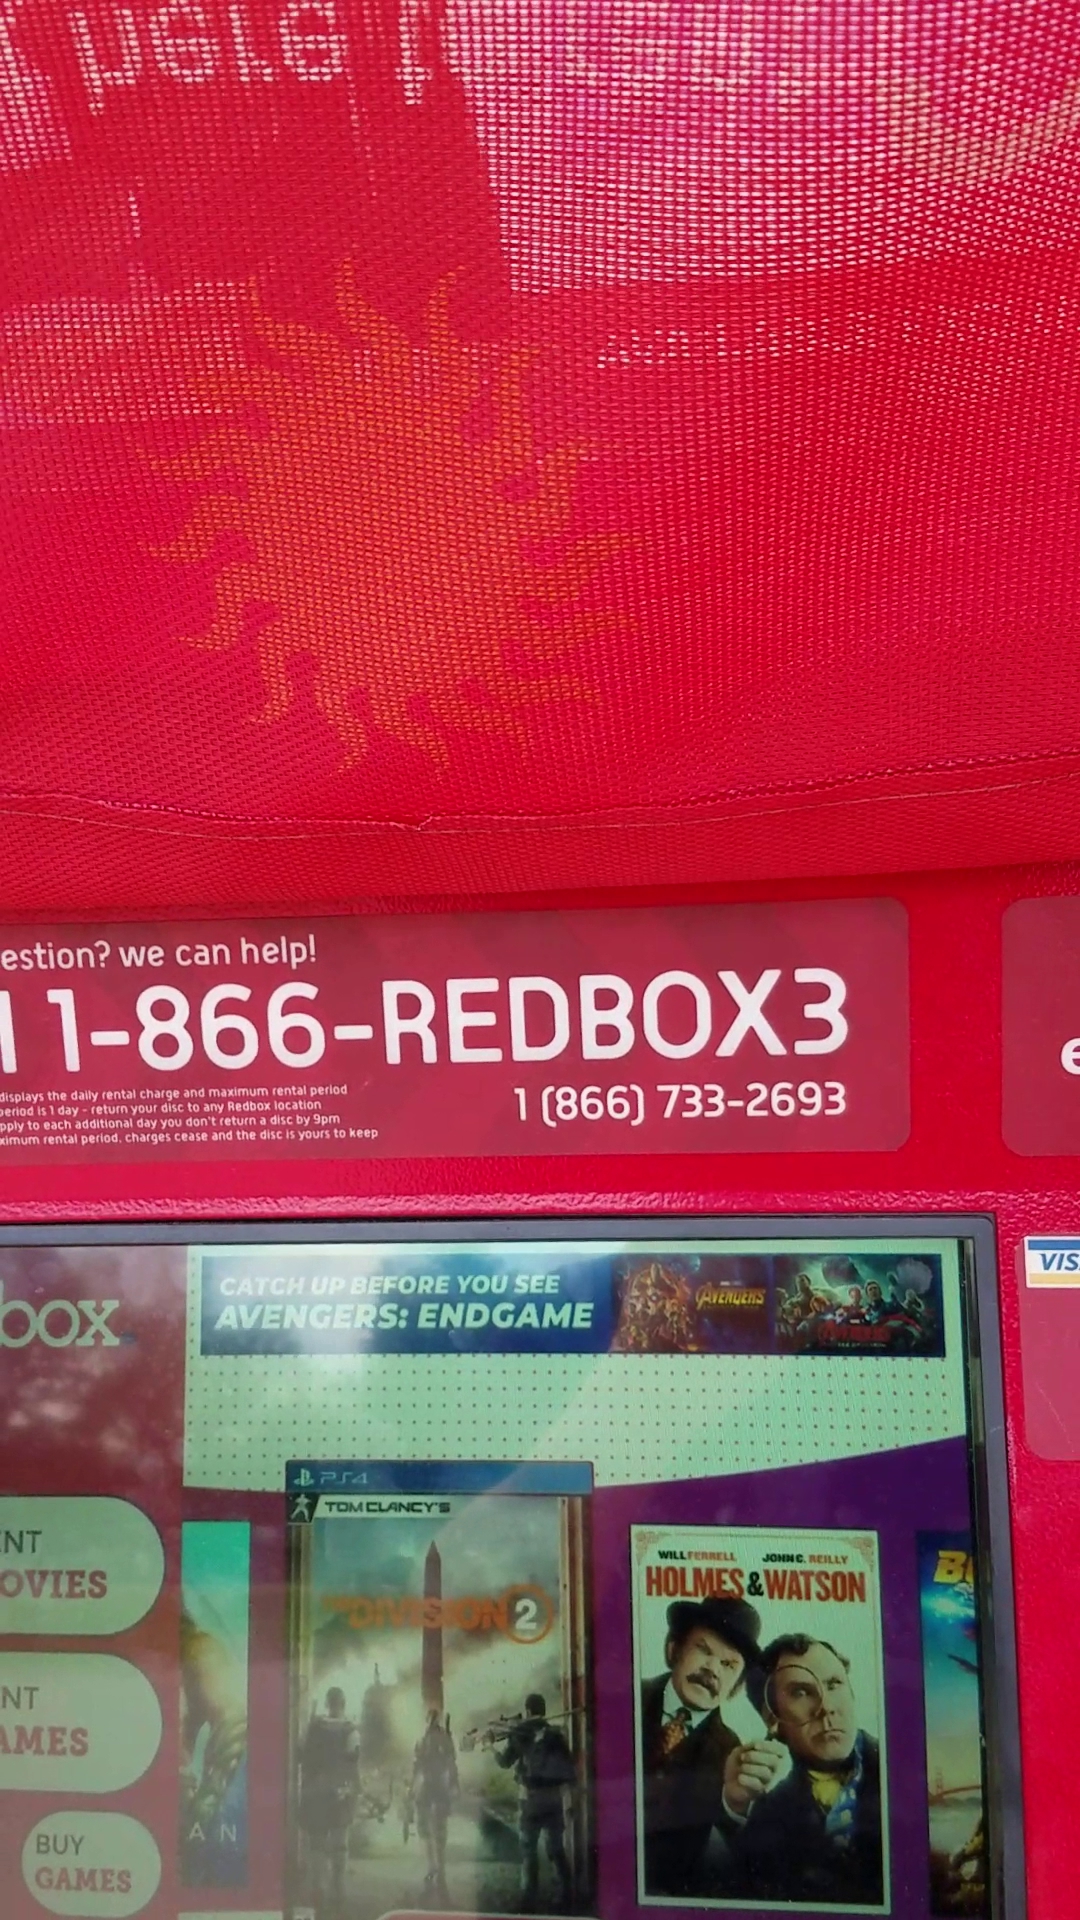 estion? we can help!
1-866-REDBOX3
displays the daily rental charge and maximum rental period
period is 1 day - return your disc to any Redbox location
pply to each additional day you don't return a disc by 9pm
ximum rental period, charges cease and the disc is yours to keep
1 (866) 733-2693
e
VIS
box
CATCH UP BEFORE YOU SEE
AVENGERS: ENDGAME
AVENGERS
PS4
TOM CLANCY'S
THE DIVISION 2
WILL FERRELL JOHN C. REILLY
HOLMES & WATSON
B
NT
OVIES
NT
AMES
AN
BUY
GAMES